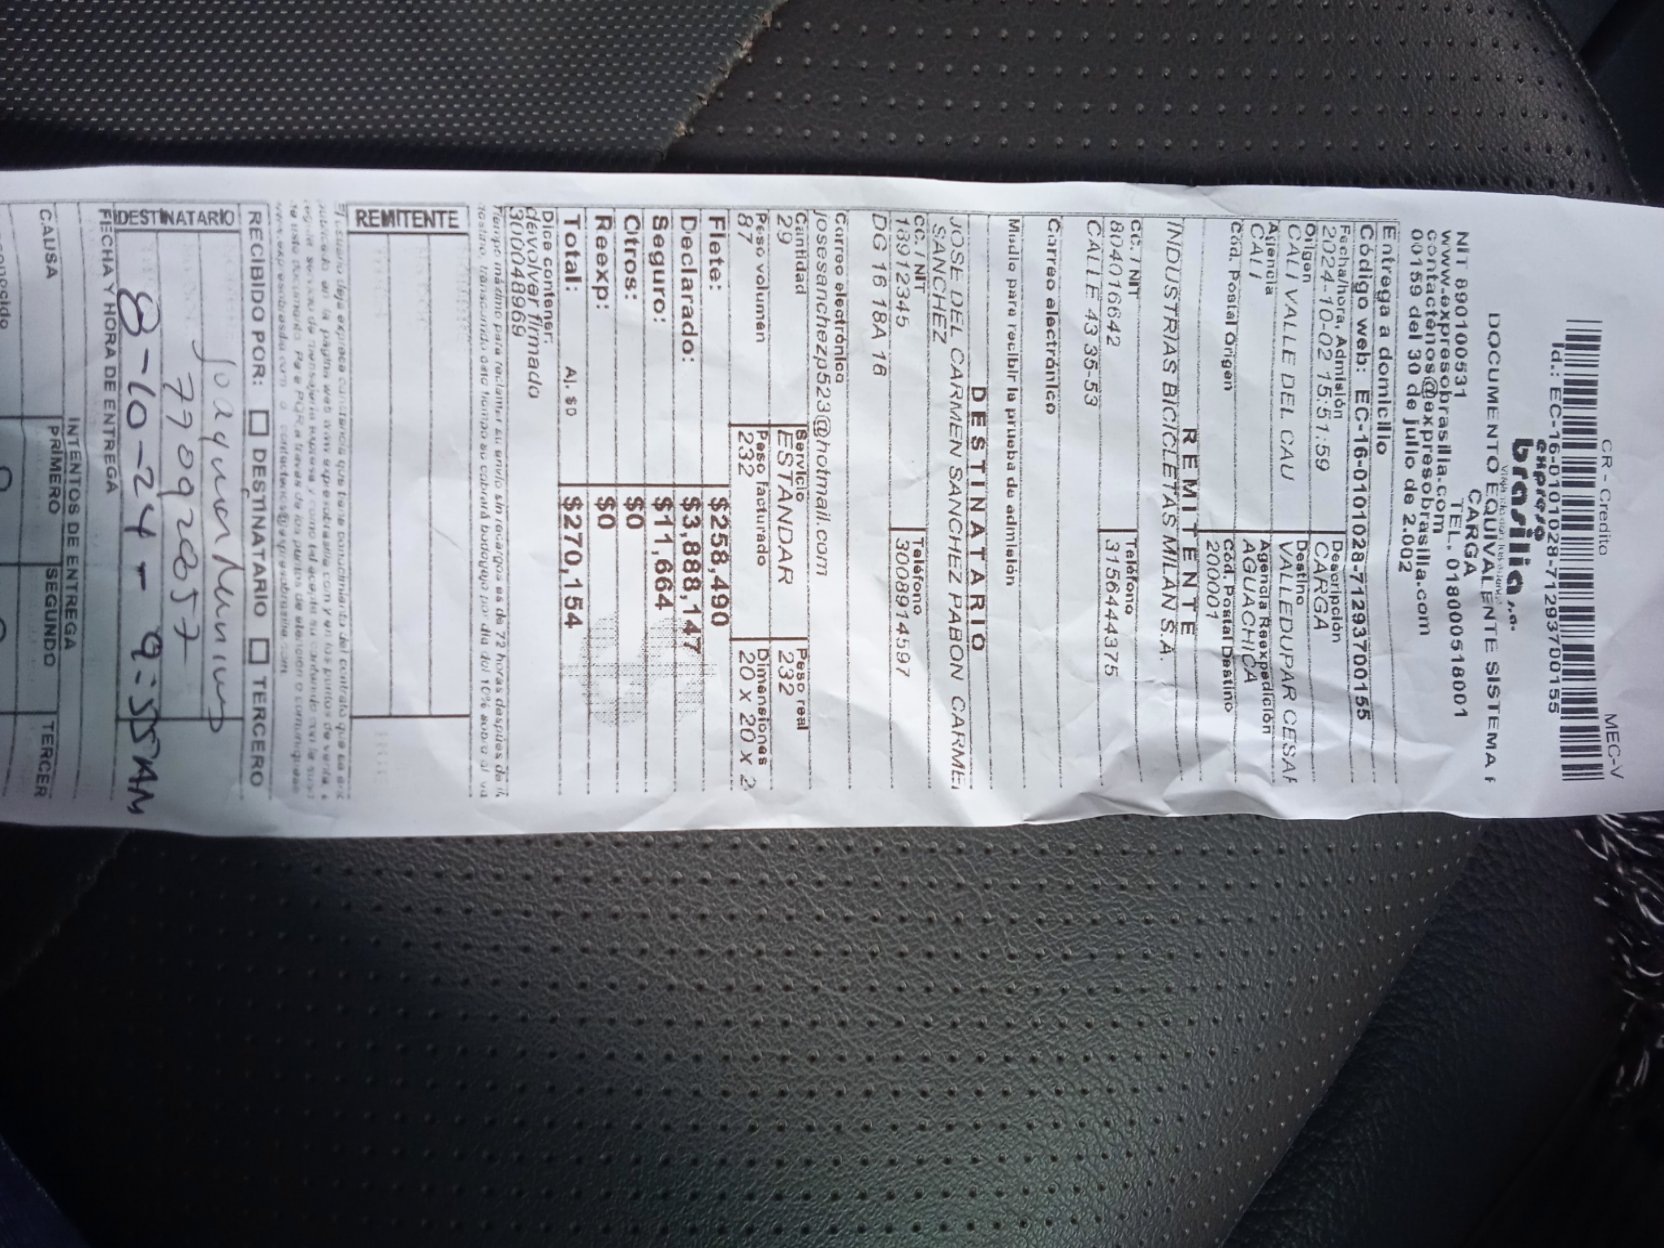 CR - Credito MEC-V
Id.: EC-16-0101028-71293700155
expreso
brasilia s.a.
DOCUMENTO EQUIVALENTE SISTEMA
CARGA
NIT 890100531 TEL. 018000518001
www.expresobrasilia.com
contactenos@expresobrasilia.com
00159 del 30 de julio de 2.002
Entrega a domicilio
Código web: EC-16-0101028-71293700155
Fecha/hora, Admisión Descripcion
2024-10-02 15:51:59 CARGA
Origen Destino
CALI VALLE DEL CAU VALLEDUPAR CESAR
Agencia Agencia Reexpedición
CALI AGUACHICA
Cód. Postal Origen Cód. Postal Destino
200001
REMITENTE
INDUSTRIAS BICICLETAS MILAN S.A.
CC. / NIT Teléfono
804016642 3156444375
CALLE 43 35-53
Correo electrónico
Medio para recibir la prueba de admisión
DESTINATARIO
JOSE DEL CARMEN SANCHEZ PABON CARMEN
SANCHEZ
CC. / NIT Teléfono
13912345 3008914597
DG 16 18A 16
Correo electrónico
josesanchezp523@hotmail.com
Cantidad Servicio Peso real
29 ESTANDAR 232
Peso volumen Peso facturado Dimensiones
87 232 20 x 20 x 2
Flete: $258,490
Declarado: $3,888,147
Seguro: $11,664
Otros: $0
Reexp: $0
Total: Aj. $0 $270,154
Dice contener:
devolver firmado
300048969
REMITENTE
RECIBIDO POR: DESTINATARIO TERCERO
DESTINATARIO
77092857
FECHA Y HORA DE ENTREGA
8-10-24 - 9:55 AM
INTENTOS DE ENTREGA
CAUSA PRIMERO SEGUNDO TERCER